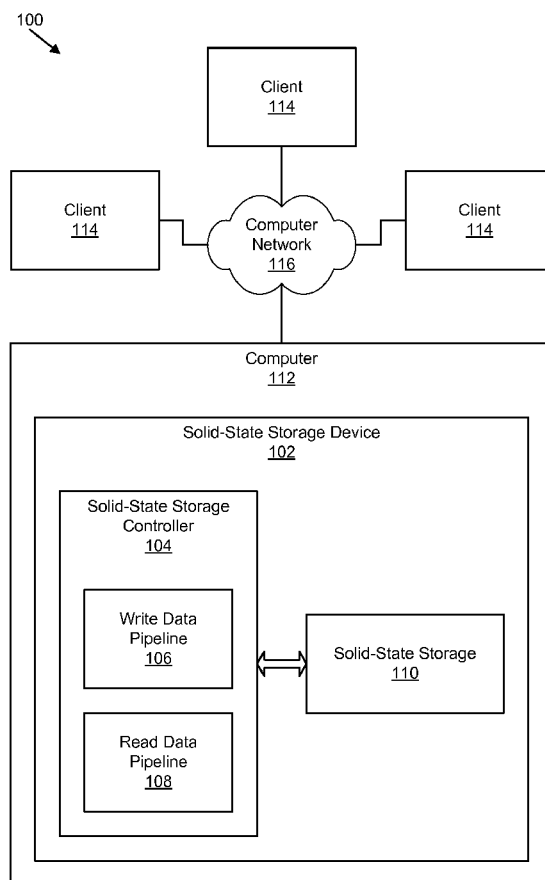 100
Client
114
Client
114
Computer
Network
116
Client
114
Computer
112
Solid-State Storage Device
102
Solid-State Storage
Controller
104
Write Data
Pipeline
106
Solid-State Storage
110
Read Data
Pipeline
108